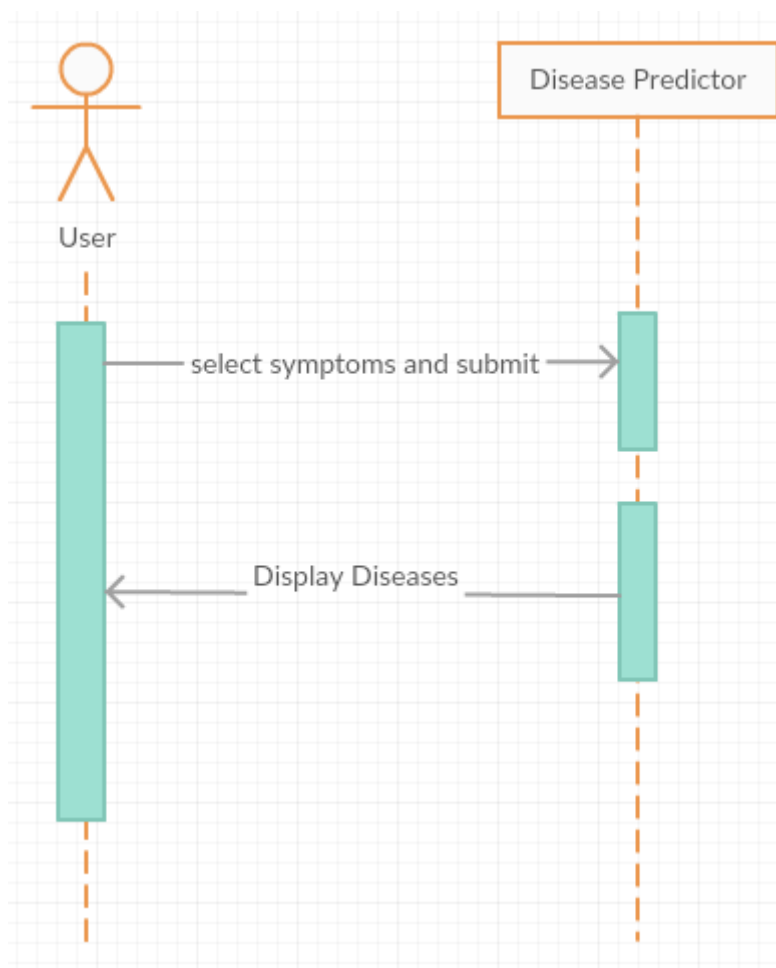 Disease Predictor
User
select symptoms and submit
Display Diseases